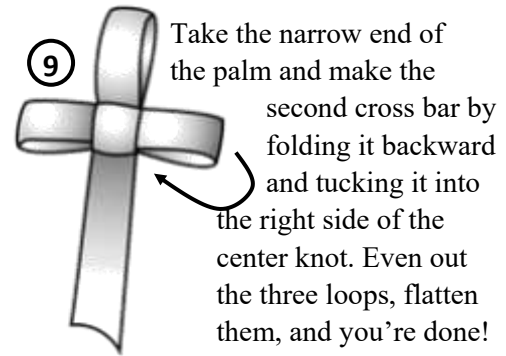 9
Take the narrow end of
the palm and make the
second cross bar by
folding it backward
and tucking it into
the right side of the
center knot. Even out
the three loops, flatten
them, and you’re done!